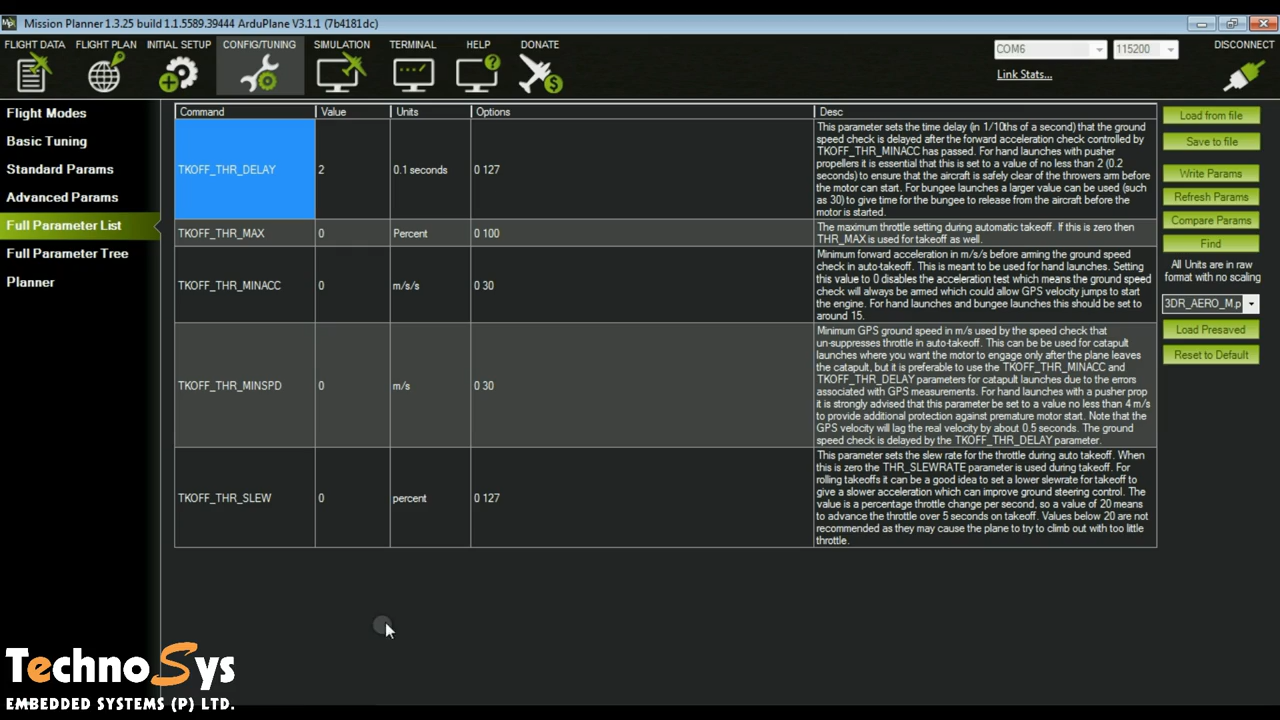 Mission Planner 1.3.25 build 1.1.5589.39444 ArduPlane V3.1.1 (7b4181dc)
FLIGHT DATA FLIGHT PLAN INITIAL SETUP CONFIG/TUNING SIMULATION TERMINAL HELP DONATE
COM6 115200 DISCONNECT
Link Stats...
Flight Modes
Basic Tuning
Standard Params
Advanced Params
Full Parameter List
Full Parameter Tree
Planner
Command Value Units Options Desc
TKOFF_THR_DELAY 2 0.1 seconds 0 127
This parameter sets the time delay (in 1/10ths of a second) that the ground
speed check is delayed after the forward acceleration check controlled by
TKOFF_THR_MINACC has passed. For hand launches with pusher
propellers it is essential that this is set to a value of no less than 2 (0.2
seconds) to ensure that the aircraft is safely clear of the throwers arm before
the motor can start. For bungee launches a larger value can be used (such
as 30) to give time for the bungee to release from the aircraft before the
motor is started.
TKOFF_THR_MAX 0 Percent 0 100
The maximum throttle setting during automatic takeoff. If this is zero then
THR_MAX is used for takeoff as well.
TKOFF_THR_MINACC 0 m/s/s 0 30
Minimum forward acceleration in m/s/s before arming the ground speed
check in auto-takeoff. This is meant to be used for hand launches. Setting
this value to 0 disables the acceleration test which means the ground speed
check will always be armed which could allow GPS velocity jumps to start
the engine. For hand launches and bungee launches this should be set to
around 15.
TKOFF_THR_MINSPD 0 m/s 0 30
Minimum GPS ground speed in m/s used by the speed check that
un-suppresses throttle in auto-takeoff. This can be be used for catapult
launches where you want the motor to engage only after the plane leaves
the catapult, but it is preferable to use the TKOFF_THR_MINACC and
TKOFF_THR_DELAY parameters for catapult launches due to the errors
associated with GPS measurements. For hand launches with a pusher prop
it is strongly advised that this parameter be set to a value no less than 4 m/s
to provide additional protection against premature motor start. Note that the
GPS velocity will lag the real velocity by about 0.5 seconds. The ground
speed check is delayed by the TKOFF_THR_DELAY parameter.
TKOFF_THR_SLEW 0 percent 0 127
This parameter sets the slew rate for the throttle during auto takeoff. When
this is zero the THR_SLEWRATE parameter is used during takeoff. For
rolling takeoffs it can be a good idea to set a lower slewrate for takeoff to
give a slower acceleration which can improve ground steering control. The
value is a percentage throttle change per second, so a value of 20 means
to advance the throttle over 5 seconds on takeoff. Values below 20 are not
recommended as they may cause the plane to try to climb out with too little
throttle.
Load from file
Save to file
Write Params
Refresh Params
Compare Params
Find
All Units are in raw
format with no scaling
3DR_AERO_M.p
Load Presaved
Reset to Default
TechnoSys
EMBEDDED SYSTEMS (P) LTD.